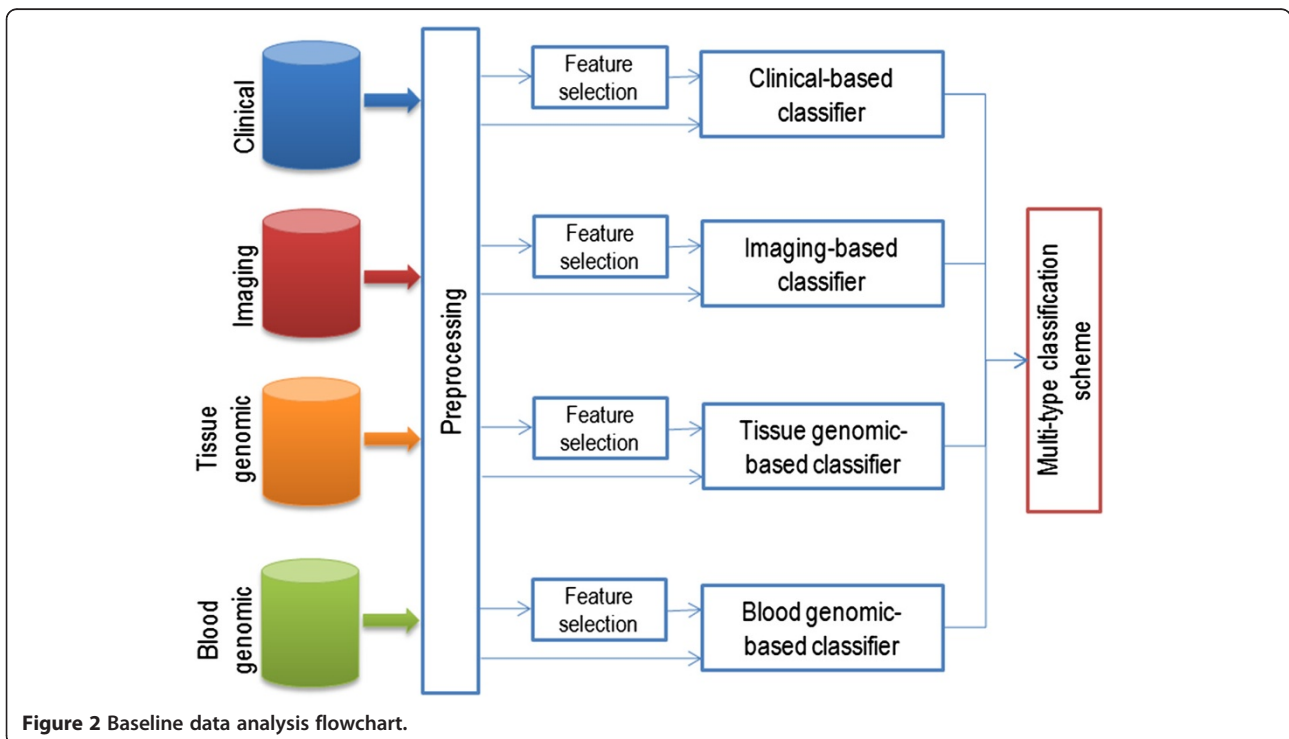 Clinical
Imaging
Tissue
genomic
Blood
genomic
Preprocessing
Feature
selection
Clinical-based
classifier
Feature
selection
Imaging-based
classifier
Feature
selection
Tissue genomic-
based classifier
Feature
selection
Blood genomic-
based classifier
Multi-type classification
scheme
Figure 2 Baseline data analysis flowchart.